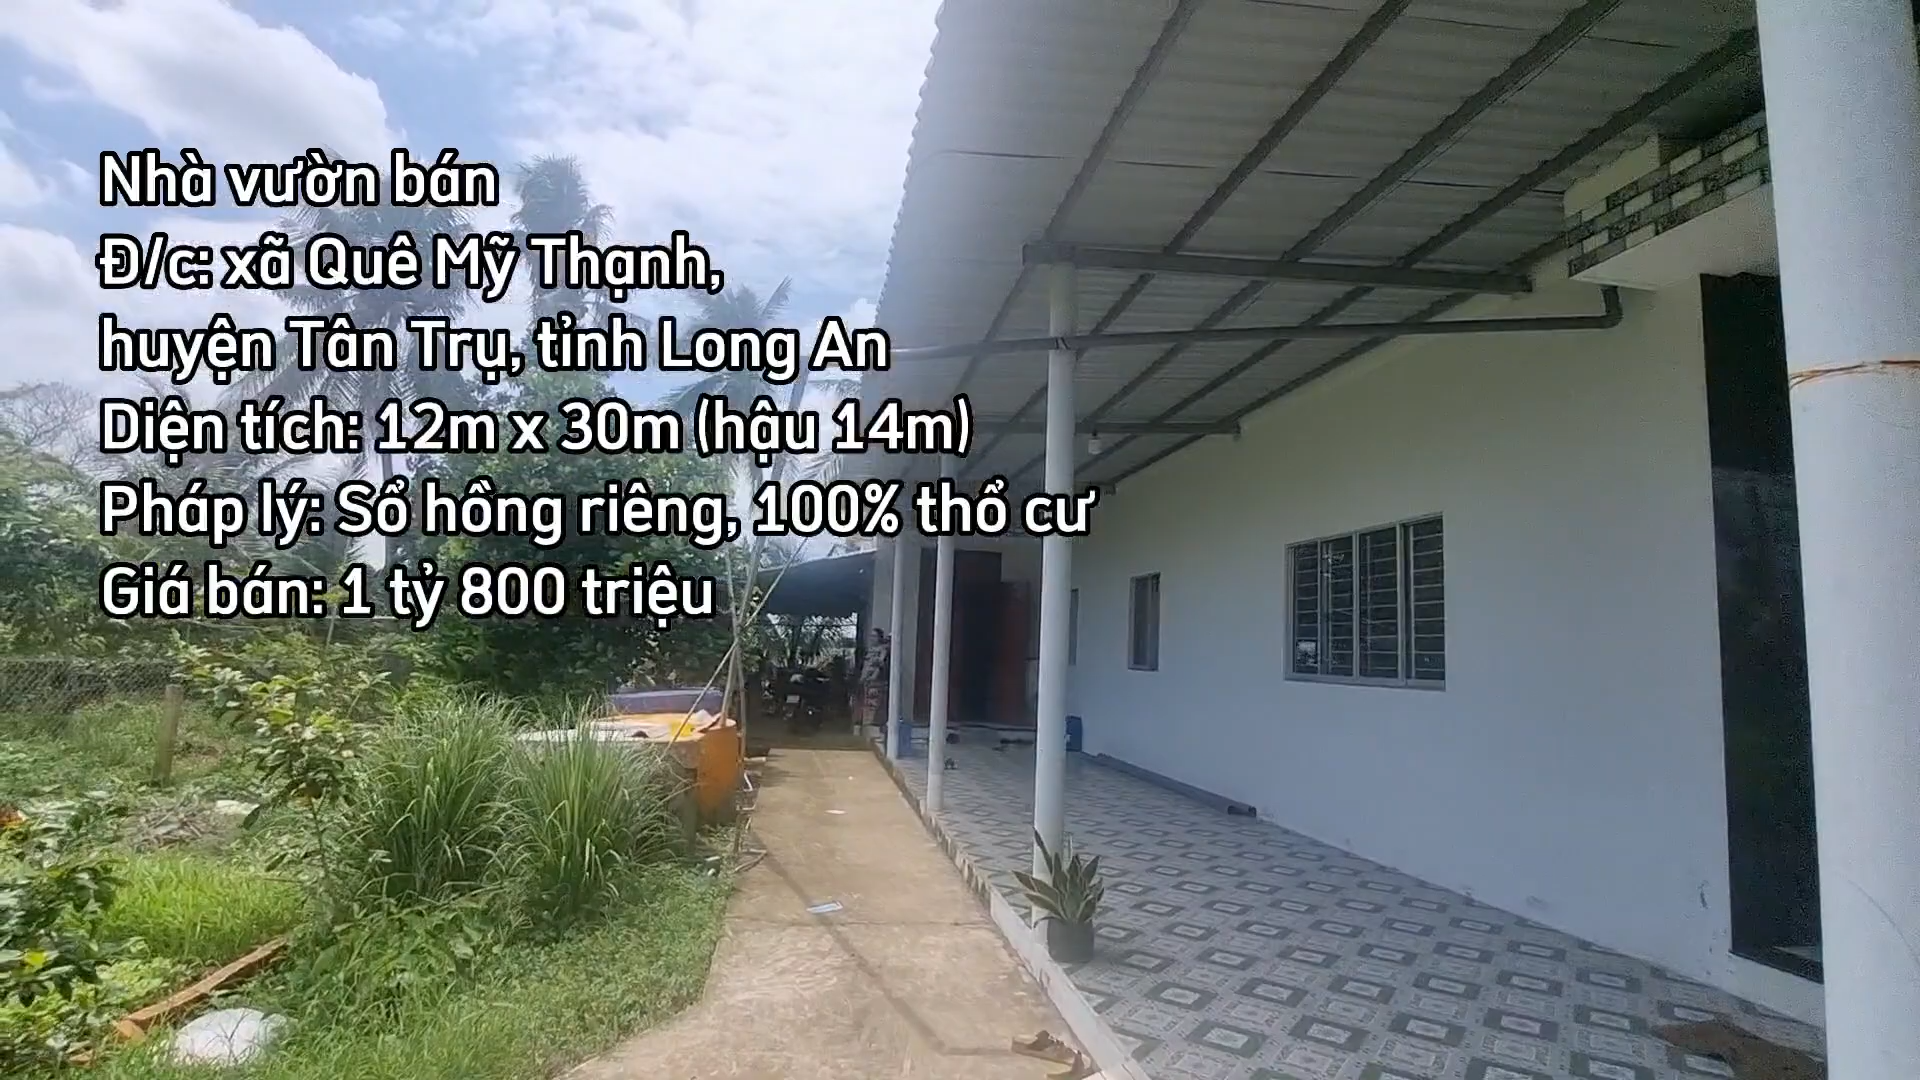 Nhà vườn bán
Đ/c: xã Quê Mỹ Thạnh,
huyện Tân Trụ, tỉnh Long An
Diện tích: 12m x 30m (hậu 14m)
Pháp lý: Sổ hồng riêng, 100% thổ cư
Giá bán: 1 tỷ 800 triệu